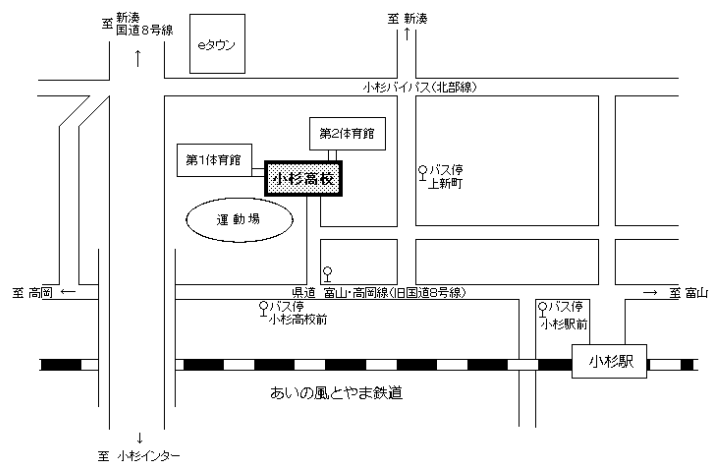 至 新湊
国道8号線
↑
至 新湊
↑
eタウン
小杉バイパス(北部線)
第2体育館
第1体育館
小杉高校
バス停
上新町
運動場
至 高岡 ←
県道 富山・高岡線(旧国道8号線)
→ 至 富山
バス停
小杉高校前
バス停
小杉駅前
小杉駅
あいの風とやま鉄道
↓
至 小杉インター